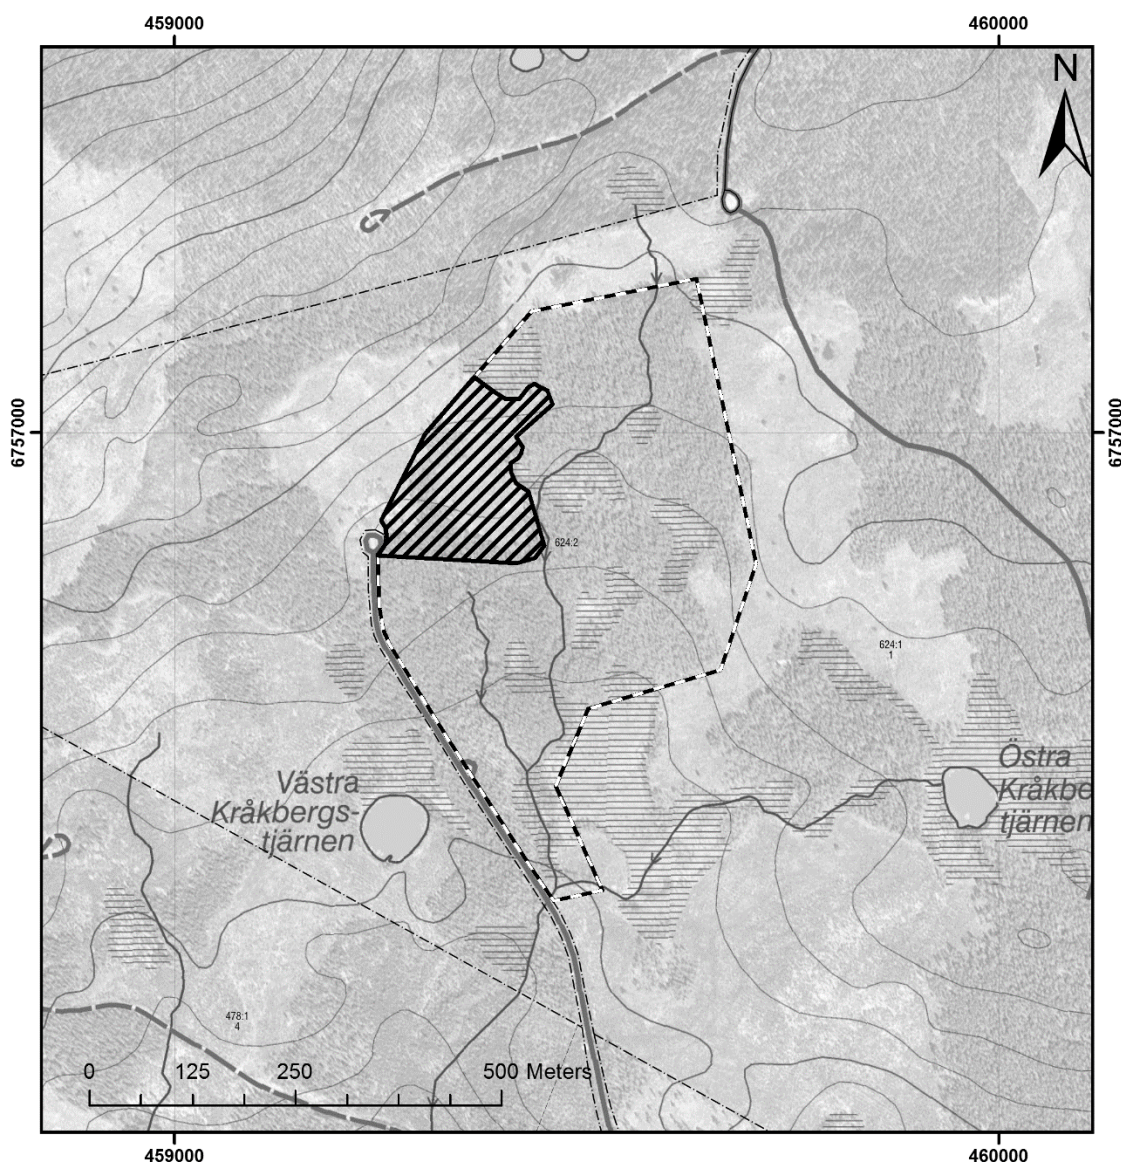 459000
460000
N
6757000
6757000
624:2
624:1
1
Västra
Kråkbergs-
tjärnen
Östra
Kråkbe
tjärnen
478:1
4
0 125 250 500 Meters
459000
460000